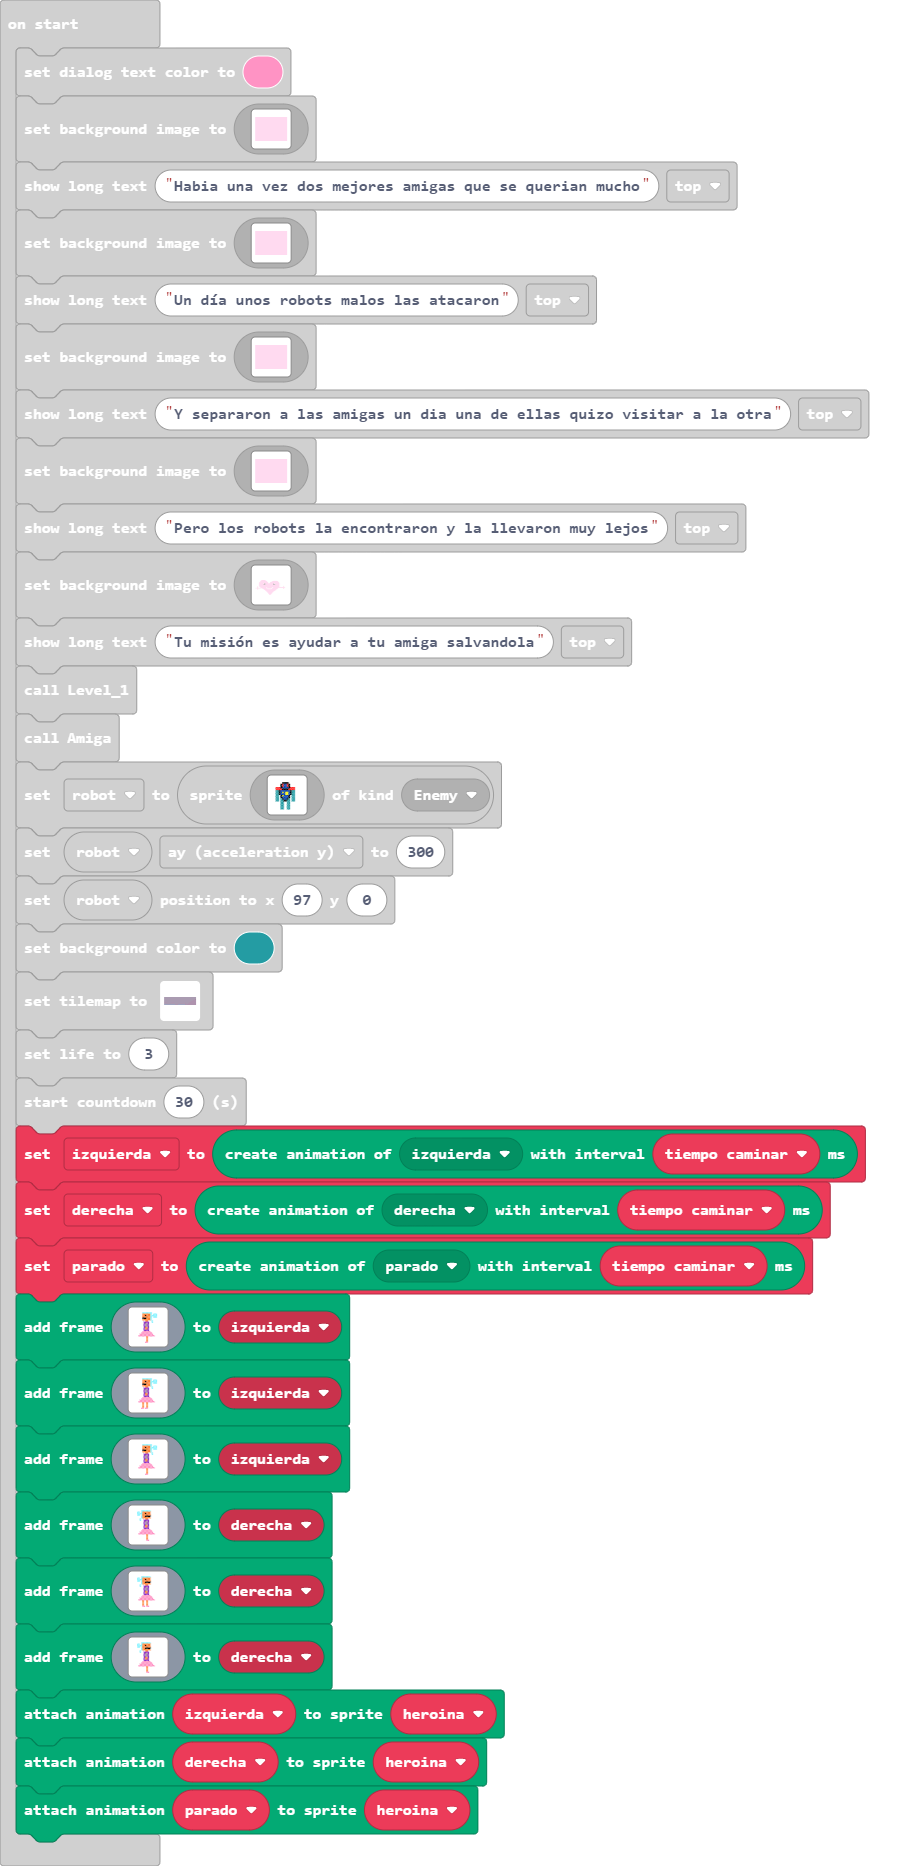 on start
set dialog text color to
set background image to
show long text "Habia una vez dos mejores amigas que se querian mucho" top
set background image to
show long text "Un día unos robots malos las atacaron" top
set background image to
show long text "Y separaron a las amigas un dia una de ellas quizo visitar a la otra" top
set background image to
show long text "Pero los robots la encontraron y la llevaron muy lejos" top
set background image to
show long text "Tu misión es ayudar a tu amiga salvandola" top
call Level_1
call Amiga
set robot to sprite of kind Enemy
set robot ay (acceleration y) to 300
set robot position to x 97 y 0
set background color to
set tilemap to
set life to 3
start countdown 30 (s)
set izquierda to create animation of izquierda with interval tiempo caminar ms
set derecha to create animation of derecha with interval tiempo caminar ms
set parado to create animation of parado with interval tiempo caminar ms
add frame to izquierda
add frame to izquierda
add frame to izquierda
add frame to derecha
add frame to derecha
add frame to derecha
attach animation izquierda to sprite heroina
attach animation derecha to sprite heroina
attach animation parado to sprite heroina